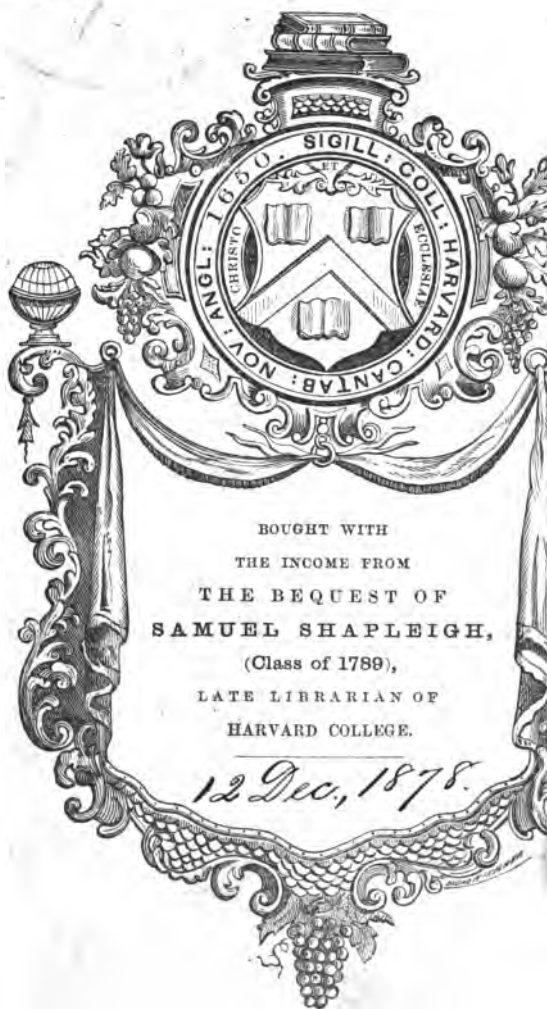 SIGILL: COLL: HARVARD: CANTAB: NOV: ANGL: 1650.
ET
CHRISTO
ECCLESIAE
BOUGHT WITH
THE INCOME FROM
THE BEQUEST OF
SAMUEL SHAPLEIGH,
(Class of 1789),
LATE LIBRARIAN OF
HARVARD COLLEGE.
12 Dec., 1878.